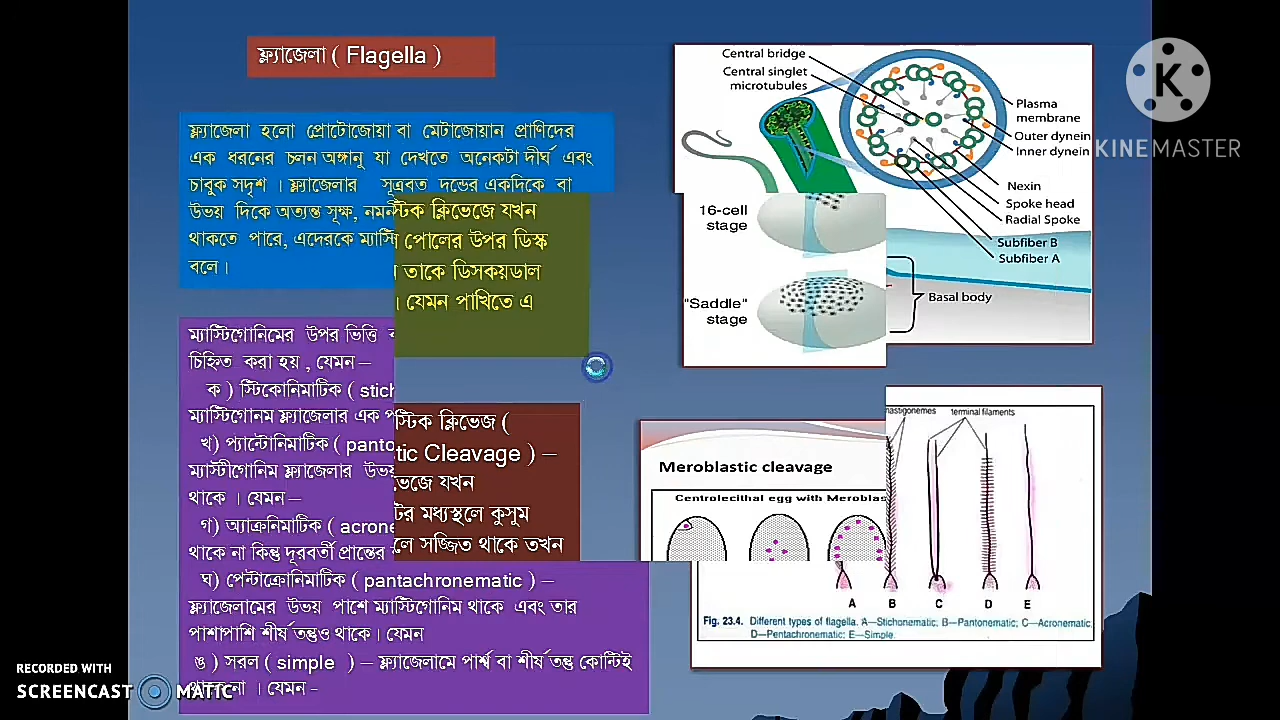 ফ্ল্যাজেলা ( Flagella )
ফ্ল্যাজেলা হলো প্রোটোজোয়া বা মেটাজোয়ান প্রাণিদের
এক ধরনের চলন অঙ্গানু যা দেখতে অনেকটা দীর্ঘ এবং
চাবুক সদৃশ । ফ্ল্যাজেলার সূত্রবত দন্ডের একদিকে বা
উভয় দিকে অত্যন্ত সূক্ষ, নমন
থাকতে পারে, এদেরকে ম্যাস্টি
বলে।
স্টিক ক্লিভেজে যখন
পোলের উপর ডিস্ক
তাকে ডিসকয়ডাল
। যেমন পাখিতে এ
ম্যাস্টিগোনিমের উপর ভিত্তি
চিহ্নিত করা হয় , যেমন–
ক ) স্টিকোনিমাটিক ( stich
ম্যাস্টিগোনম ফ্ল্যাজেলার এক প
খ) প্যান্টোনিমাটিক ( panto
ম্যাস্টীগোনিম ফ্ল্যাজেলার উভয়
থাকে । যেমন–
গ) অ্যাক্রনিমাটিক ( acrone
থাকে না কিন্তু দূরবর্তী প্রান্তের
ঘ) পেন্টাক্রোনিমাটিক ( pantachronematic ) –
ফ্ল্যাজেলামের উভয় পাশে ম্যাস্টিগোনিম থাকে এবং তার
পাশাপাশি শীর্ষ তন্তুও থাকে। যেমন
ঙ ) সরল ( simple ) – ফ্ল্যাজেলামে পার্শ্ব বা শীর্ষ তন্তু কোন্টিই
না । যেমন -
স্টিক ক্লিভেজ (
tic Cleavage ) –
ভেজে যখন
টর মধ্যস্থলে কুসুম
লে সজ্জিত থাকে তখন
Central bridge
Central singlet
microtubules
Plasma
membrane
Outer dynein
Inner dynein
Nexin
Spoke head
Radial Spoke
Subfiber B
Subfiber A
Basal body
16-cell
stage
"Saddle"
stage
Meroblastic cleavage
Centrolecithal egg with Meroblas
mastigonemes terminal filaments
A B C D E
Fig. 23.4. Different types of flagella. A—Stichonematic; B—Pantonematic; C—Acronematic;
D—Pentachronematic; E—Simple.
K
KINEMASTER
RECORDED WITH
SCREENCAST MATIC